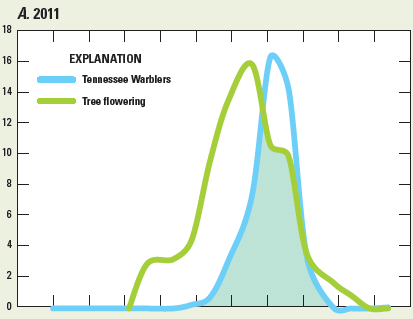 A. 2011
18
EXPLANATION
16
Tennessee Warblers
14
Tree flowering
12
10
8
6
4
2
0